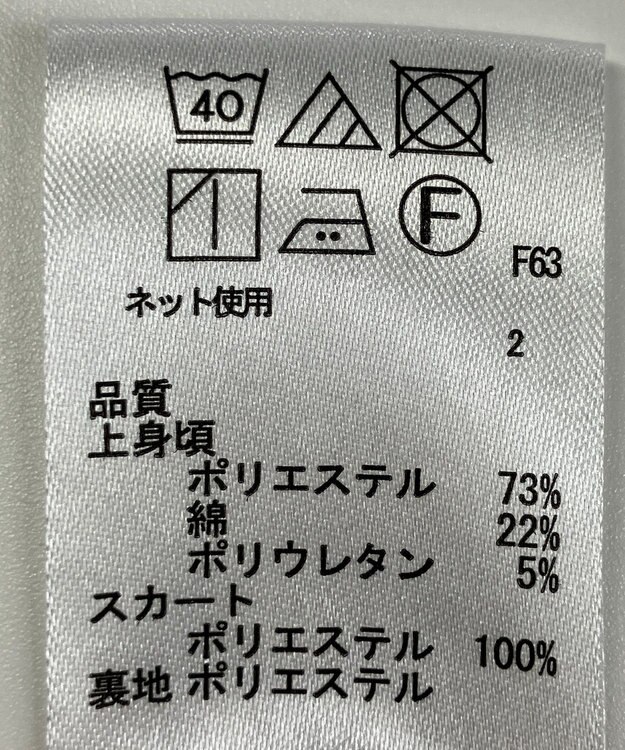 40
F
F63
ネット使用
2
品質
上身頃
ポリエステル 73%
綿 22%
ポリウレタン 5%
スカート
ポリエステル 100%
裏地 ポリエステル